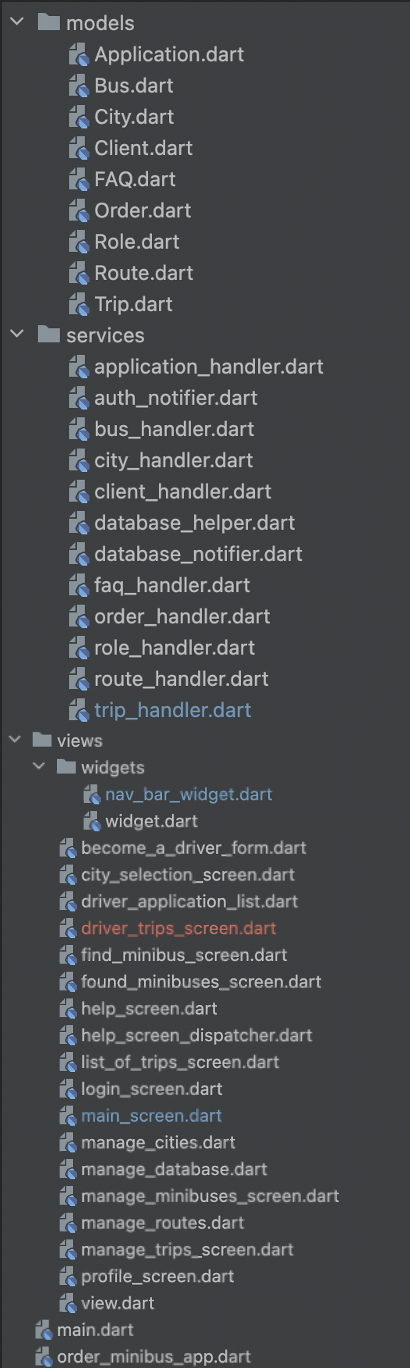 models
Application.dart
Bus.dart
City.dart
Client.dart
FAQ.dart
Order.dart
Role.dart
Route.dart
Trip.dart
services
application_handler.dart
auth_notifier.dart
bus_handler.dart
city_handler.dart
client_handler.dart
database_helper.dart
database_notifier.dart
faq_handler.dart
order_handler.dart
role_handler.dart
route_handler.dart
trip_handler.dart
views
widgets
nav_bar_widget.dart
widget.dart
become_a_driver_form.dart
city_selection_screen.dart
driver_application_list.dart
driver_trips_screen.dart
find_minibus_screen.dart
found_minibuses_screen.dart
help_screen.dart
help_screen_dispatcher.dart
list_of_trips_screen.dart
login_screen.dart
main_screen.dart
manage_cities.dart
manage_database.dart
manage_minibuses_screen.dart
manage_routes.dart
manage_trips_screen.dart
profile_screen.dart
view.dart
main.dart
order_minibus_app.dart